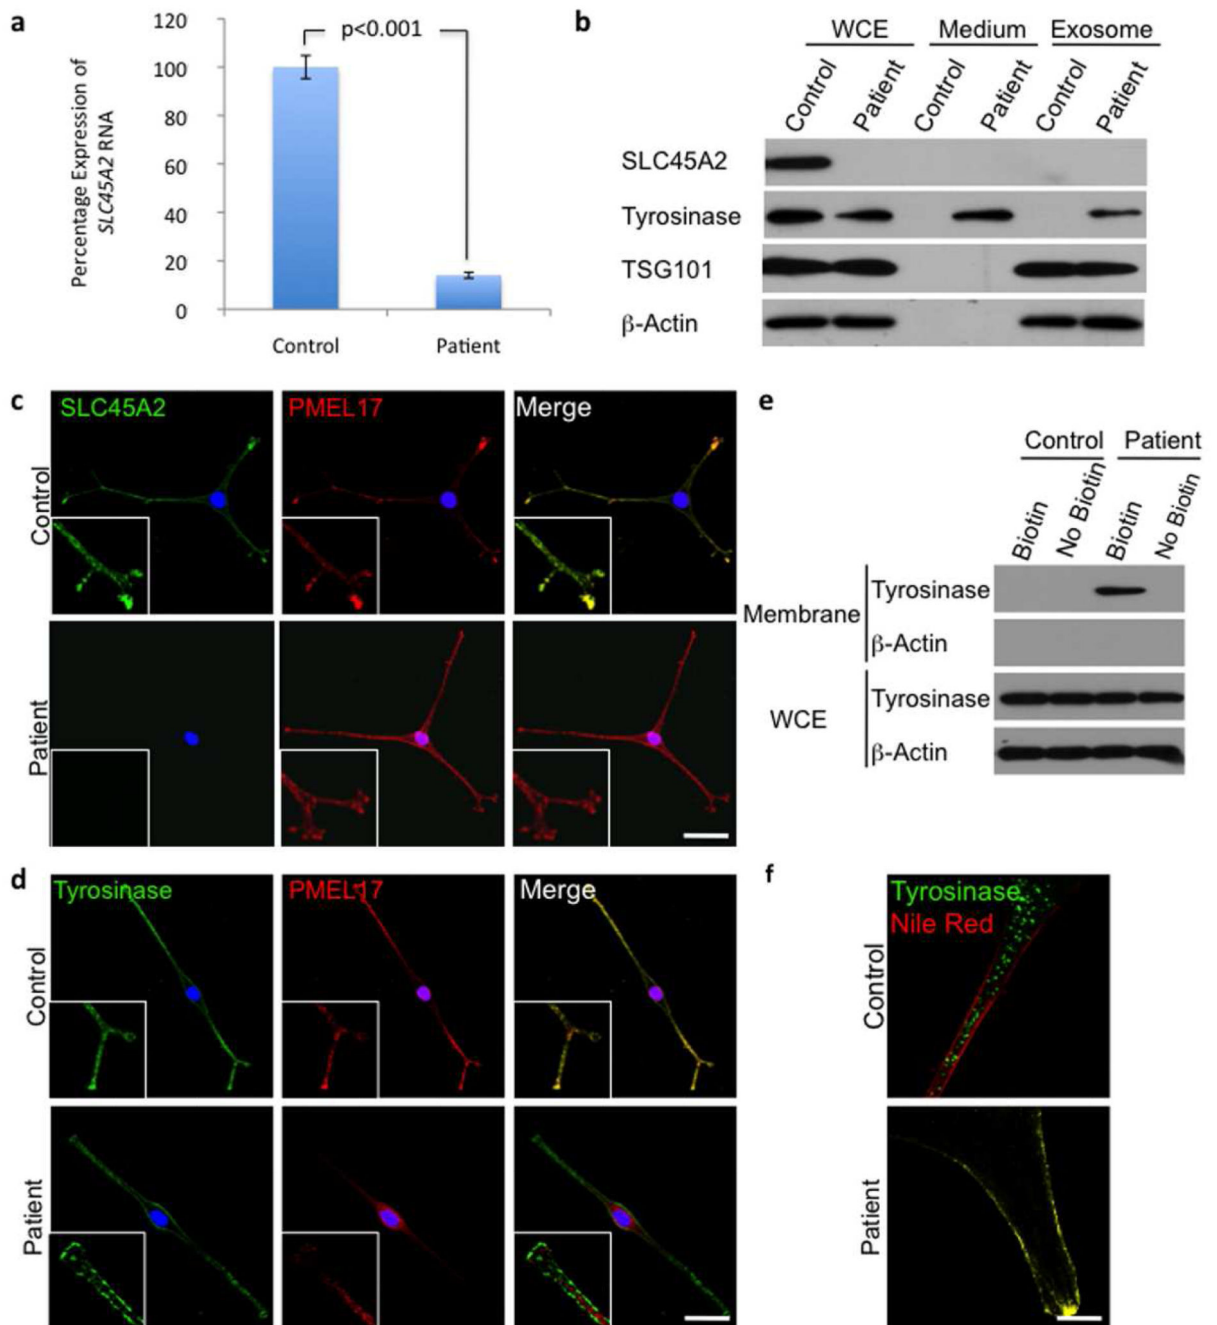 a
120
100
80
60
40
20
0
Percentage Expression of
SLC45A2 RNA
p<0.001
Control
Patient
b
WCE
Medium
Exosome
Control
Patient
Control
Patient
Control
Patient
SLC45A2
Tyrosinase
TSG101
β-Actin
c
SLC45A2
PMEL17
Merge
Control
Patient
e
Control
Patient
Biotin
No Biotin
Biotin
No Biotin
Membrane
Tyrosinase
β-Actin
WCE
Tyrosinase
β-Actin
d
Tyrosinase
PMEL17
Merge
Control
Patient
f
Tyrosinase
Nile Red
Control
Patient